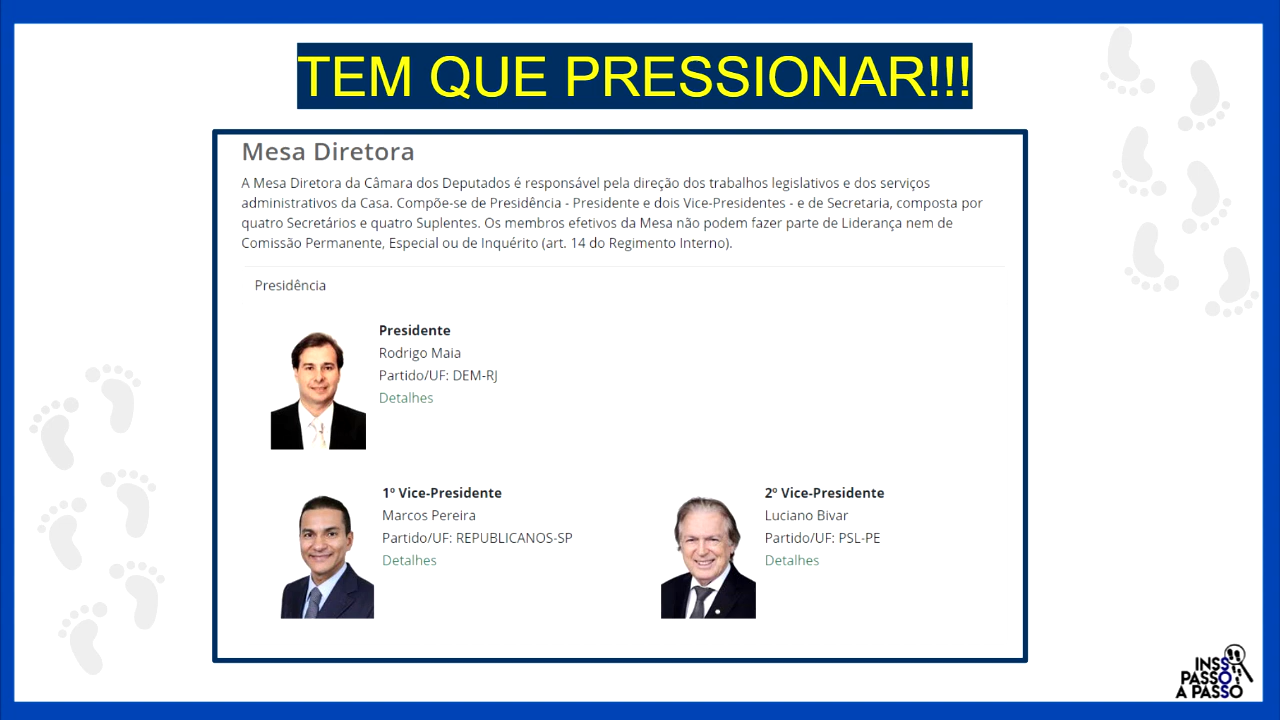 TEM QUE PRESSIONAR!!!
Mesa Diretora
A Mesa Diretora da Câmara dos Deputados é responsável pela direção dos trabalhos legislativos e dos serviços
administrativos da Casa. Compõe-se de Presidência - Presidente e dois Vice-Presidentes - e de Secretaria, composta por
quatro Secretários e quatro Suplentes. Os membros efetivos da Mesa não podem fazer parte de Liderança nem de
Comissão Permanente, Especial ou de Inquérito (art. 14 do Regimento Interno).
Presidência
Presidente
Rodrigo Maia
Partido/UF: DEM-RJ
Detalhes
1º Vice-Presidente
Marcos Pereira
Partido/UF: REPUBLICANOS-SP
Detalhes
2º Vice-Presidente
Luciano Bivar
Partido/UF: PSL-PE
Detalhes
INSS
PASSO
A PASSO